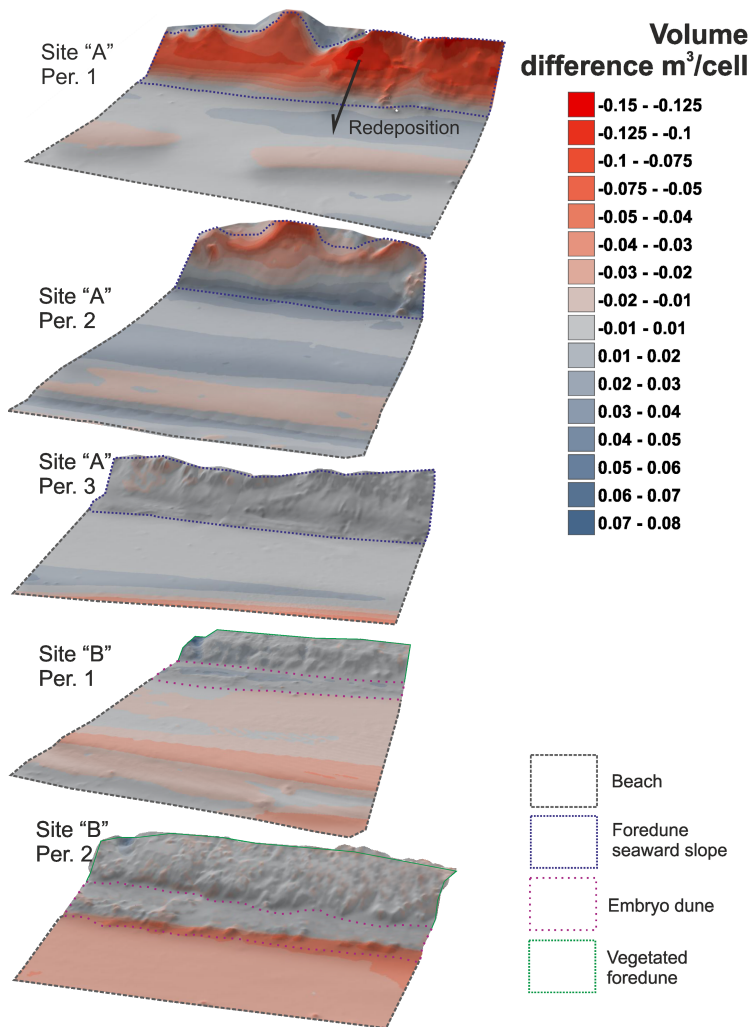 Site “A”
Per. 1
Redeposition
Site “A”
Per. 2
Site “A”
Per. 3
Site “B”
Per. 1
Site “B”
Per. 2
Volume
difference m³/cell
-0.15 - -0.125
-0.125 - -0.1
-0.1 - -0.075
-0.075 - -0.05
-0.05 - -0.04
-0.04 - -0.03
-0.03 - -0.02
-0.02 - -0.01
-0.01 - 0.01
0.01 - 0.02
0.02 - 0.03
0.03 - 0.04
0.04 - 0.05
0.05 - 0.06
0.06 - 0.07
0.07 - 0.08
Beach
Foredune
seaward slope
Embryo dune
Vegetated
foredune